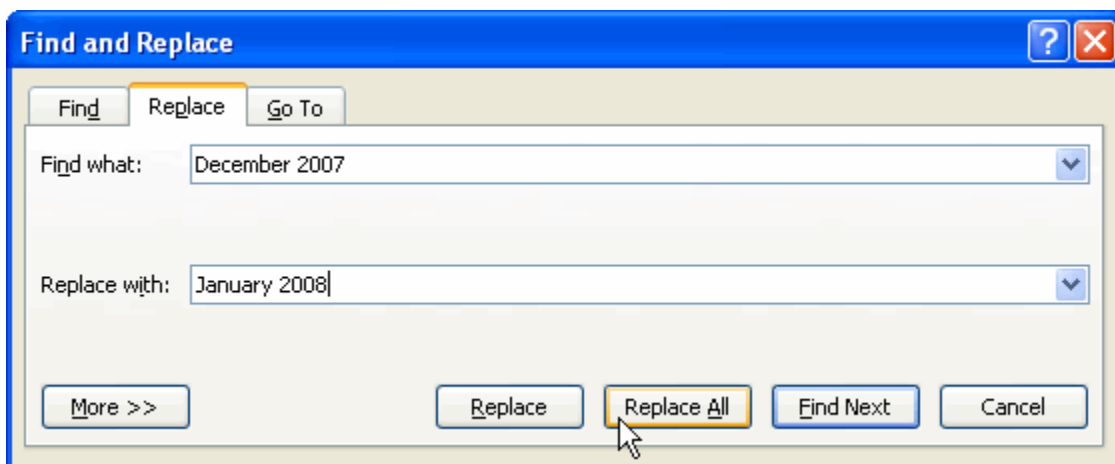 Find and Replace
Find Replace Go To
Find what: December 2007
Replace with: January 2008
More >> Replace Replace All Find Next Cancel